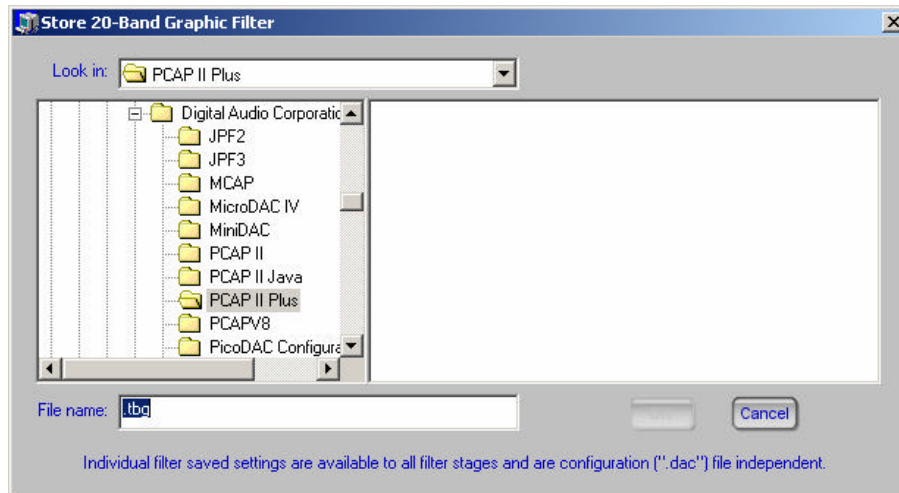 Store 20-Band Graphic Filter
Look in: PCAP II Plus
Digital Audio Corporatic
JPF2
JPF3
MCAP
MicroDAC IV
MiniDAC
PCAP II
PCAP II Java
PCAP II Plus
PCAPV8
PicoDAC Configura
File name: .tbg
Cancel
Individual filter saved settings are available to all filter stages and are configuration (".dac") file independent.